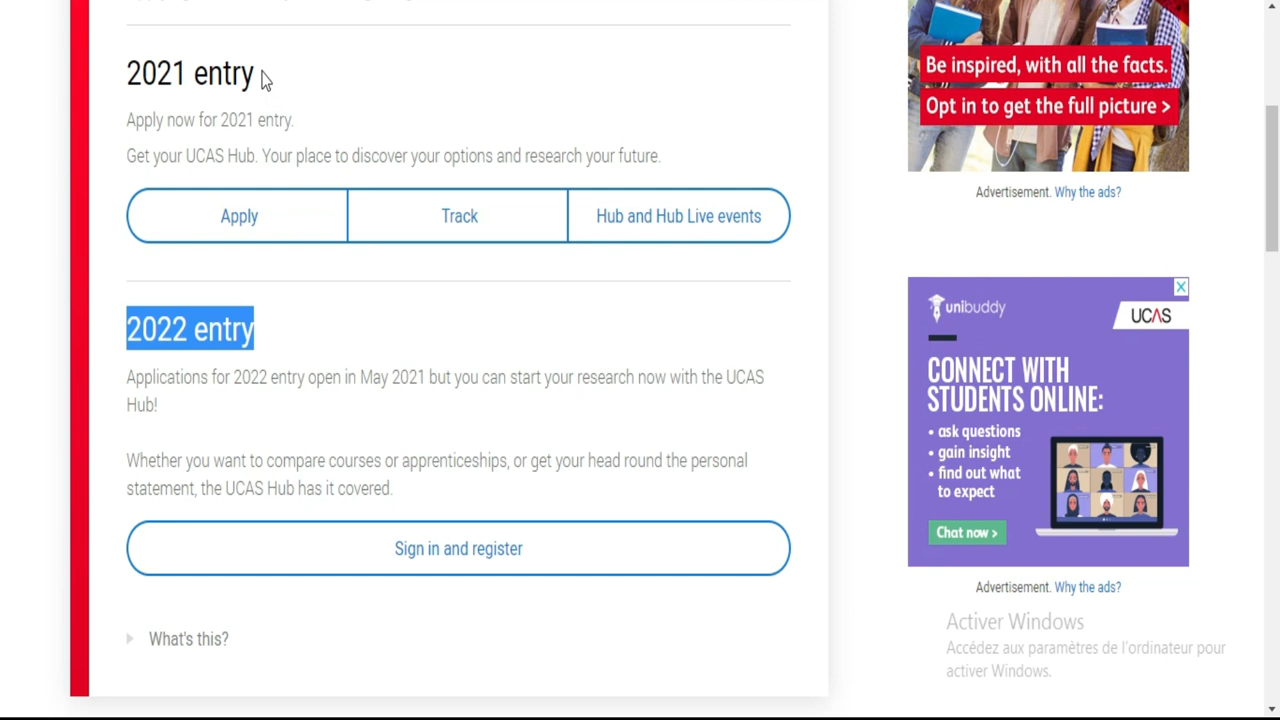 2021 entry
Apply now for 2021 entry.
Get your UCAS Hub. Your place to discover your options and research your future.
Apply
Track
Hub and Hub Live events
2022 entry
Applications for 2022 entry open in May 2021 but you can start your research now with the UCAS
Hub!
Whether you want to compare courses or apprenticeships, or get your head round the personal
statement, the UCAS Hub has it covered.
Sign in and register
What's this?
Be inspired, with all the facts.
Opt in to get the full picture >
Advertisement. Why the ads?
unibuddy
UCAS
CONNECT WITH
STUDENTS ONLINE:
• ask questions
• gain insight
• find out what
to expect
Chat now >
Advertisement. Why the ads?
Activer Windows
Accédez aux paramètres de l'ordinateur pour
activer Windows.